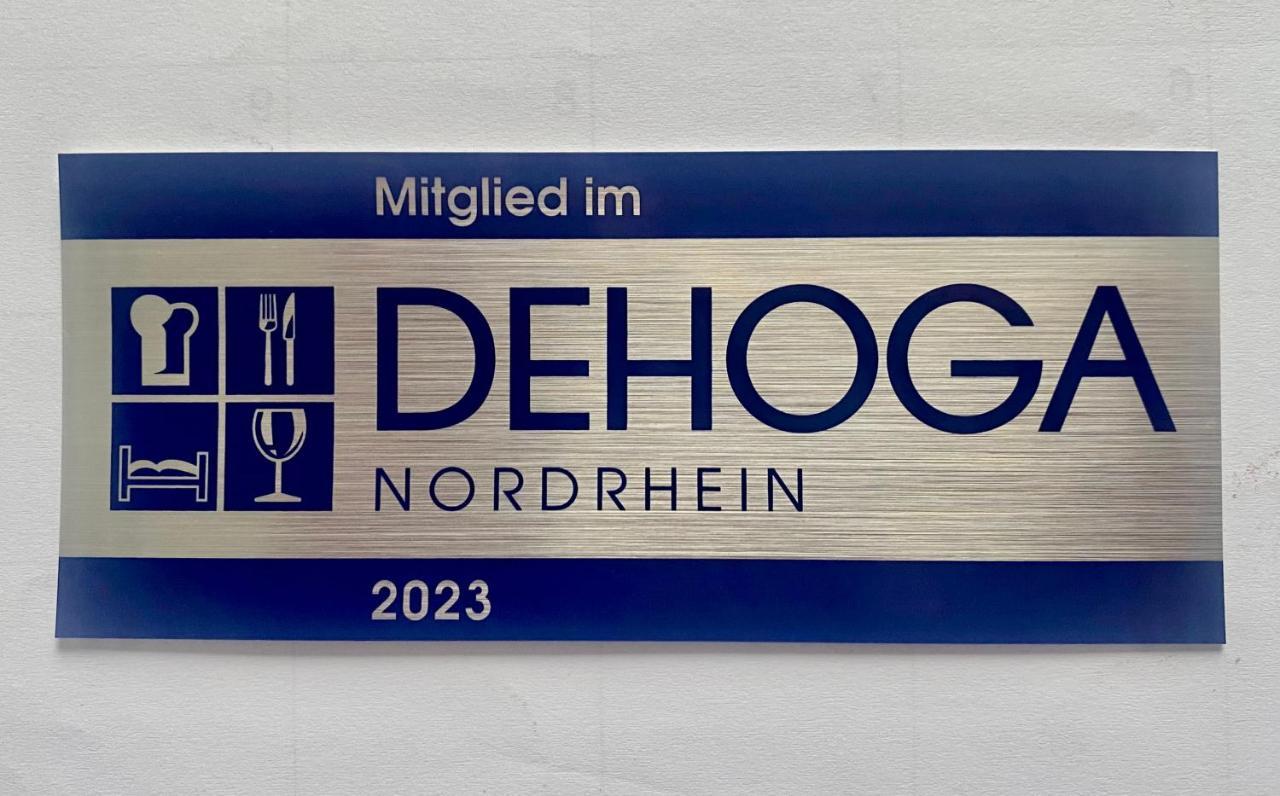 Mitglied im
DEHOGA
NORDRHEIN
2023